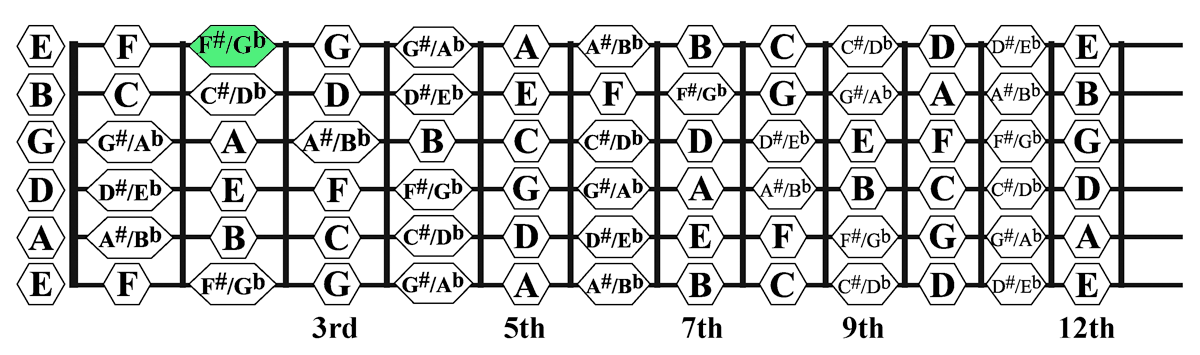 E F F#/Gb G G#/Ab A A#/Bb B C C#/Db D D#/Eb E
B C C#/Db D D#/Eb E F F#/Gb G G#/Ab A A#/Bb B
G G#/Ab A A#/Bb B C C#/Db D D#/Eb E F F#/Gb G
D D#/Eb E F F#/Gb G G#/Ab A A#/Bb B C C#/Db D
A A#/Bb B C C#/Db D D#/Eb E F F#/Gb G G#/Ab A
E F F#/Gb G G#/Ab A A#/Bb B C C#/Db D D#/Eb E
3rd 5th 7th 9th 12th